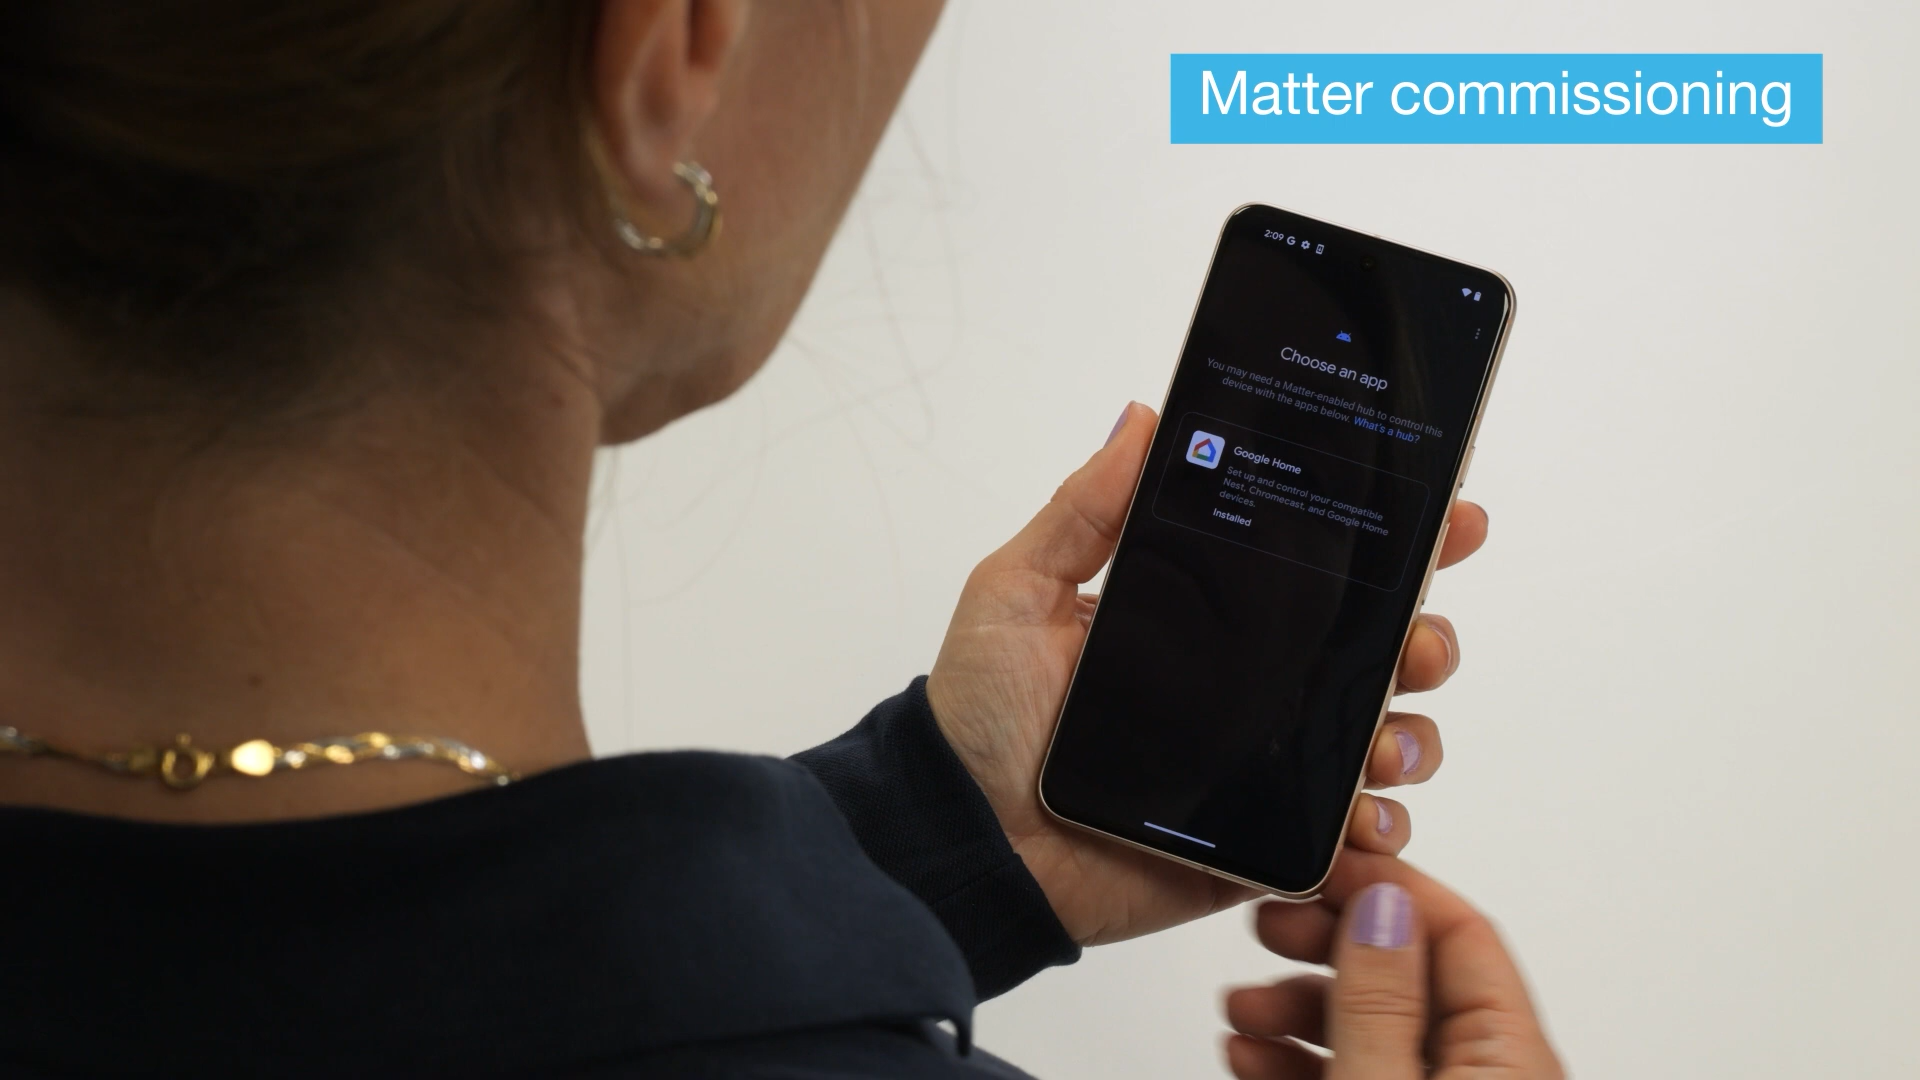 Matter commissioning
2:09 G
Choose an app
You may need a Matter-enabled hub to control this
device with the apps below. What's a hub?
Google Home
Set up and control your compatible
Nest, Chromecast, and Google Home
devices.
Installed